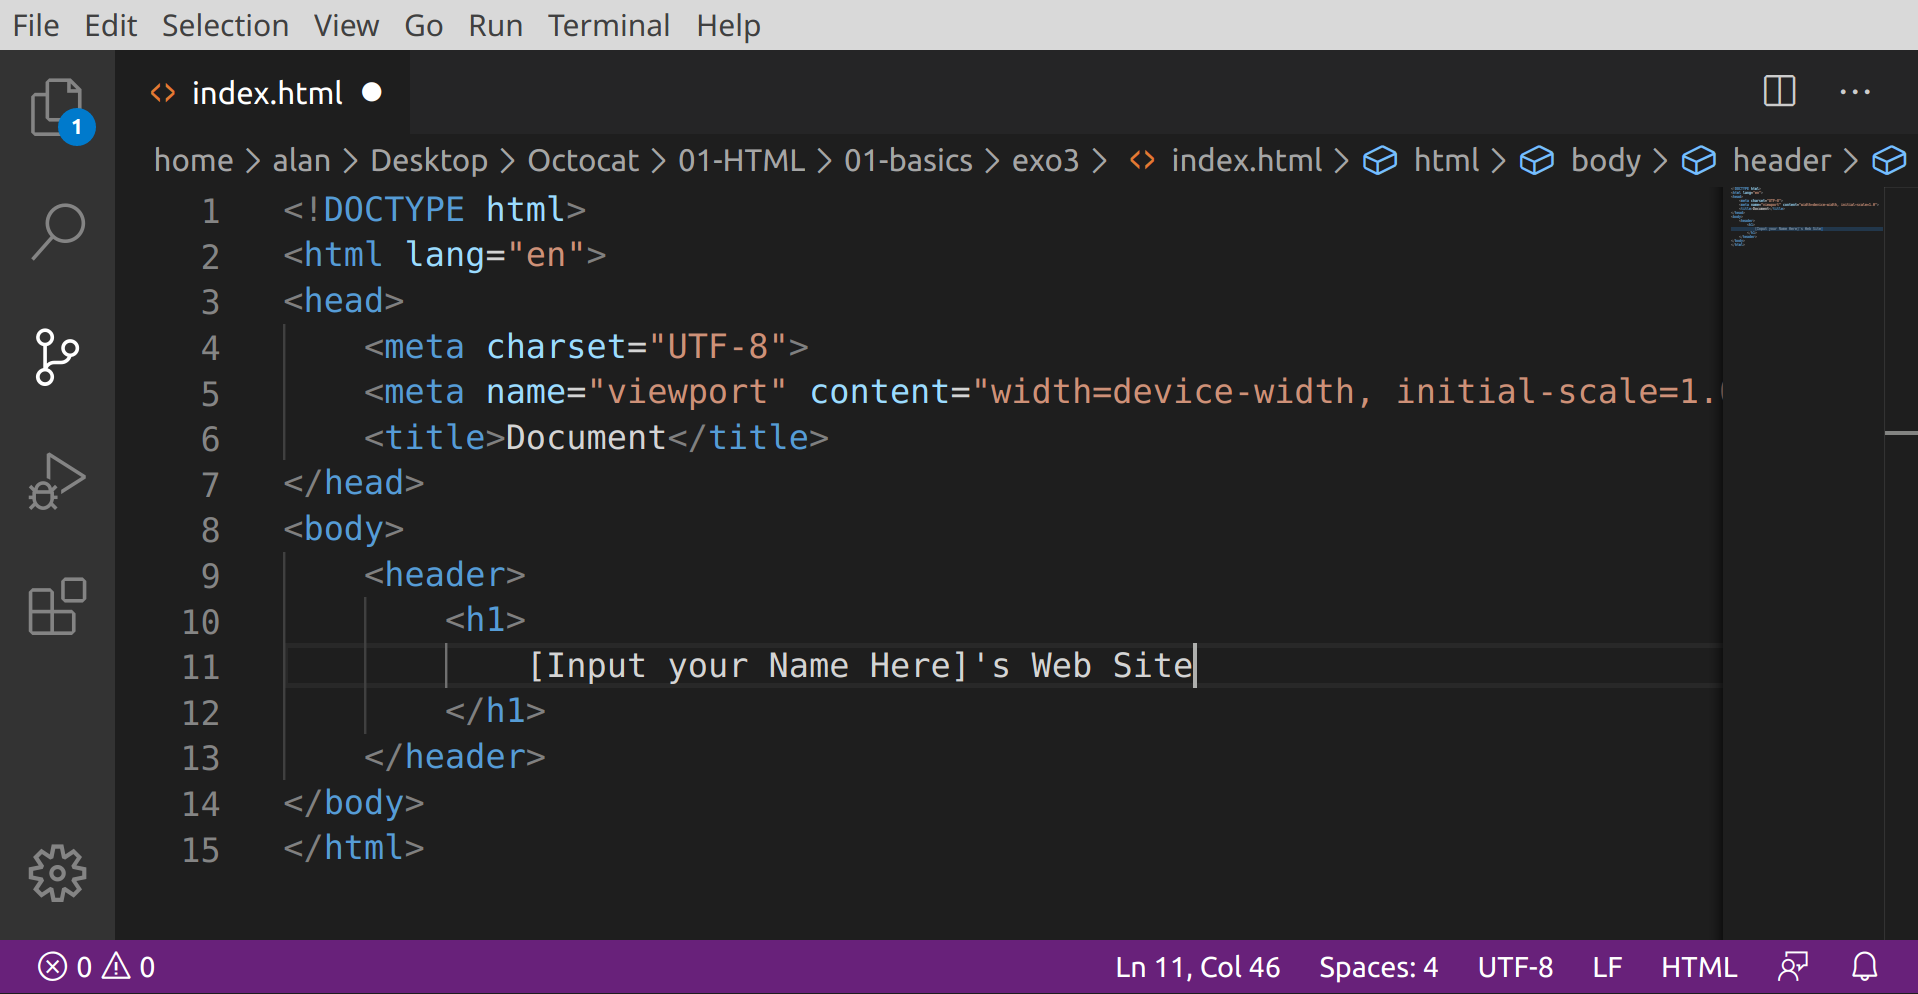 File Edit Selection View Go Run Terminal Help
1
<> index.html
home > alan > Desktop > Octocat > 01-HTML > 01-basics > exo3 > <> index.html > html > body > header >
1 <!DOCTYPE html>
2 <html lang="en">
3 <head>
4     <meta charset="UTF-8">
5     <meta name="viewport" content="width=device-width, initial-scale=1.
6     <title>Document</title>
7 </head>
8 <body>
9     <header>
10         <h1>
11             [Input your Name Here]'s Web Site
12         </h1>
13     </header>
14 </body>
15 </html>
0 0 Ln 11, Col 46 Spaces: 4 UTF-8 LF HTML